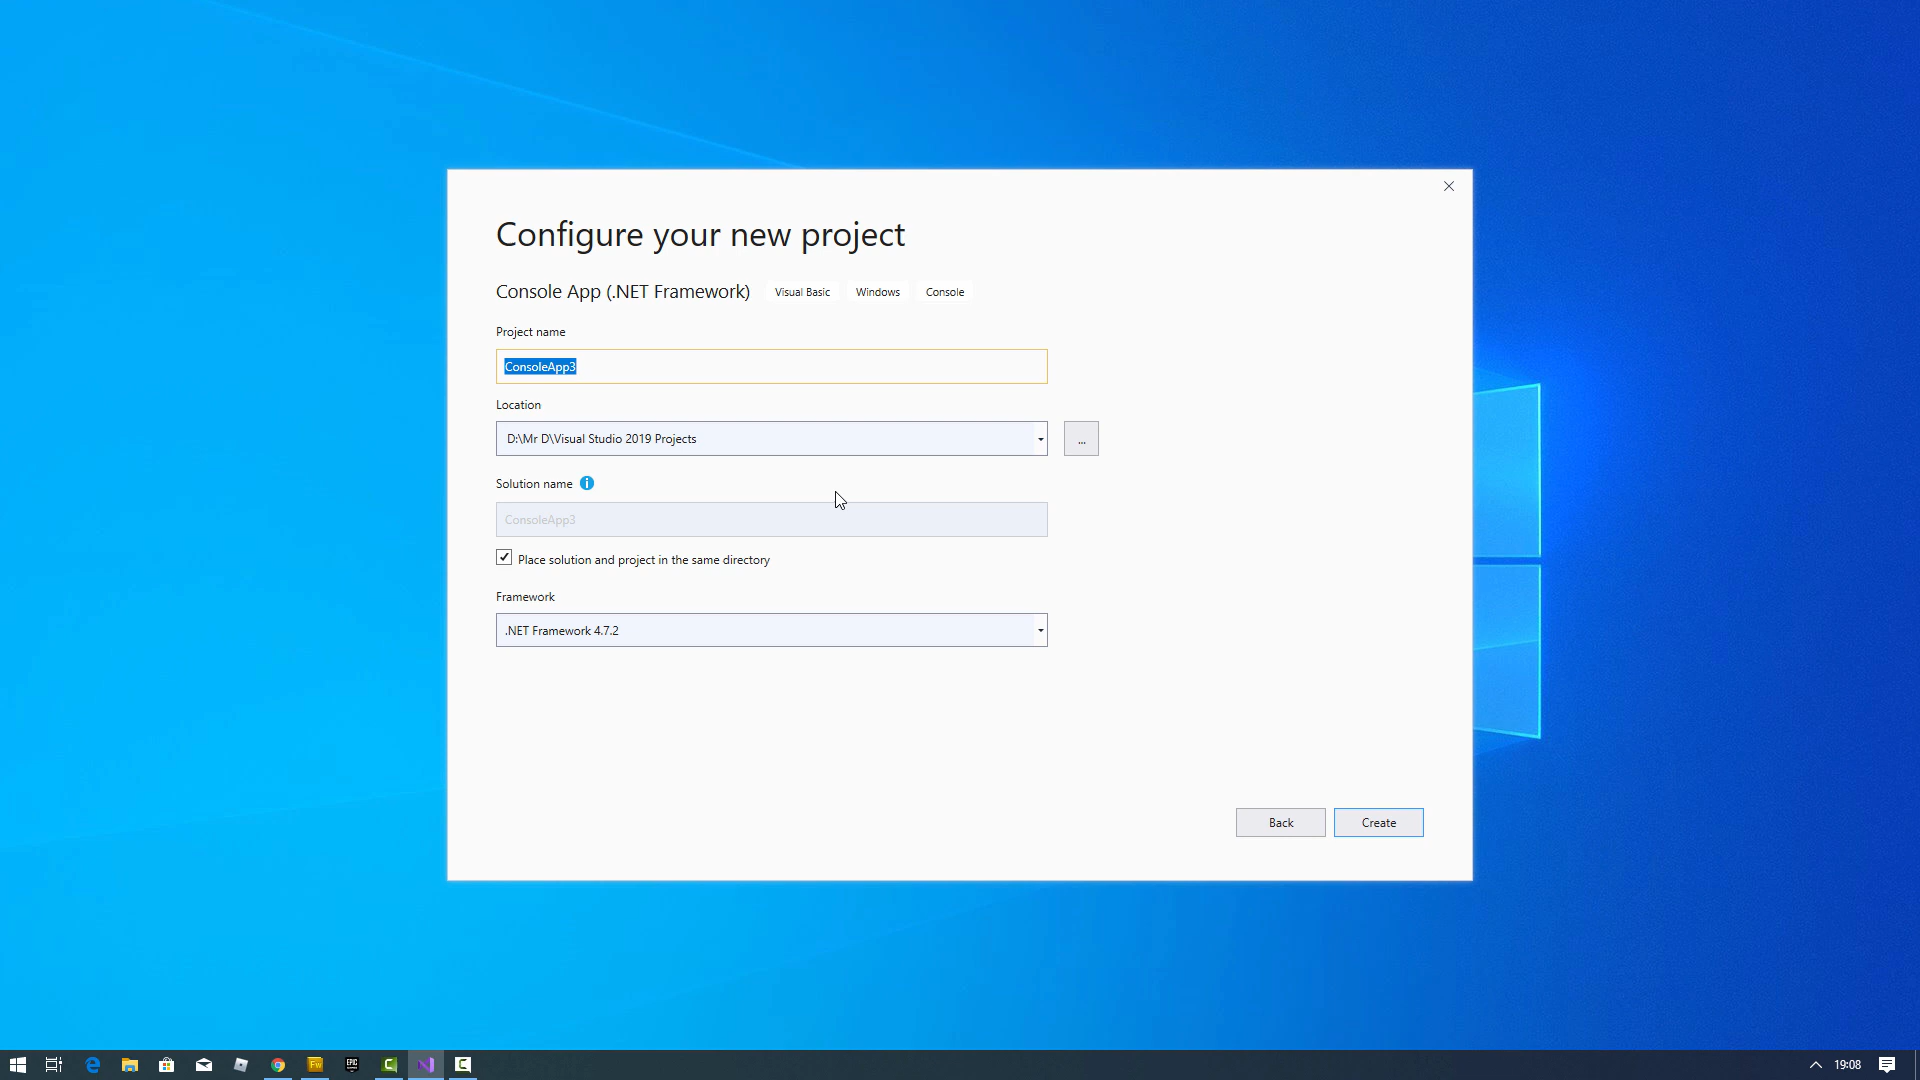 Configure your new project
Console App (.NET Framework) Visual Basic Windows Console
Project name
ConsoleApp3
Location
D:\Mr D\Visual Studio 2019 Projects
...
Solution name
ConsoleApp3
Place solution and project in the same directory
Framework
.NET Framework 4.7.2
Back Create
Fw
EPIC
19:08